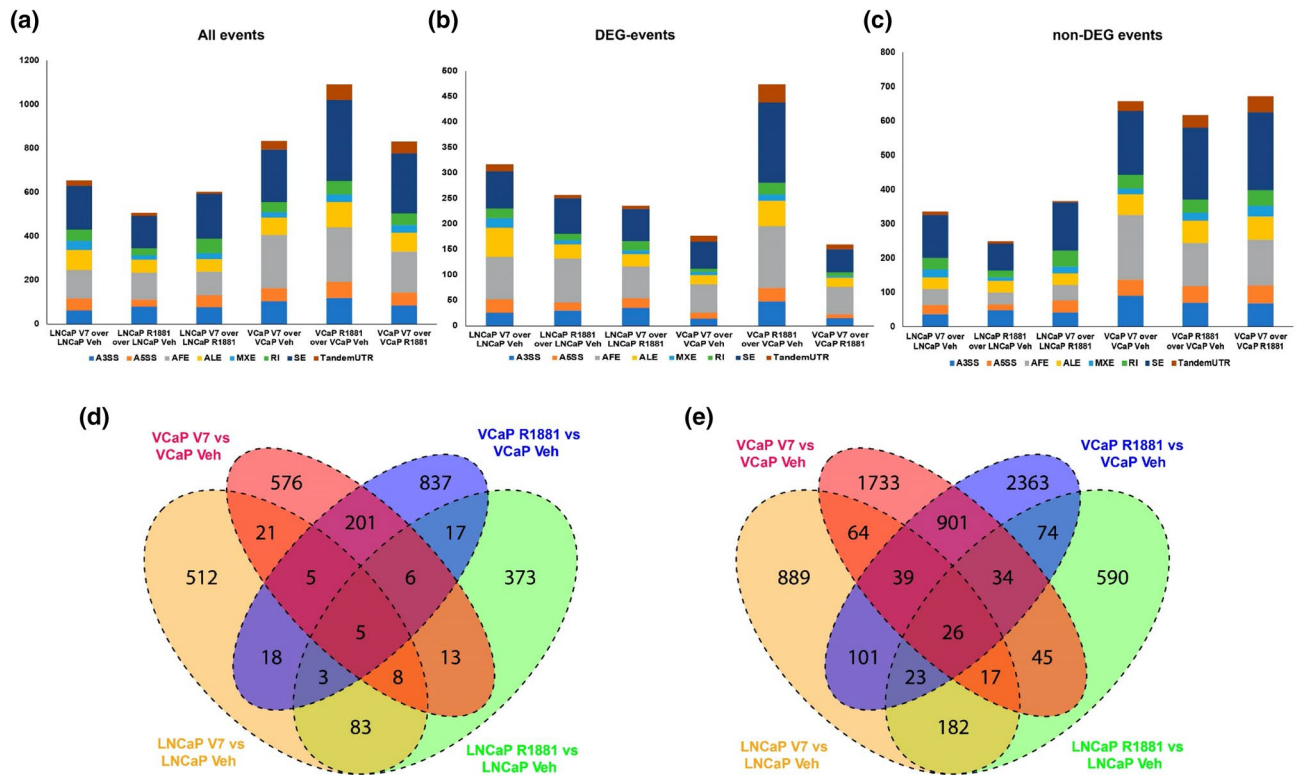 (a)
All events
1200
1000
800
600
400
200
0
LNCaP V7 over
LNCaP Veh
LNCaP R1881
over LNCaP Veh
LNCaP V7 over
LNCaP R1881
VCaP V7 over
VCaP Veh
VCaP R1881
over VCaP Veh
VCaP V7 over
VCaP R1881
A3SS A5SS AFE ALE MXE RI SE TandemUTR
(b)
DEG-events
500
450
400
350
300
250
200
150
100
50
0
LNCaP V7 over
LNCaP Veh
LNCaP R1881
over LNCaP Veh
LNCaP V7 over
LNCaP R1881
VCaP V7 over
VCaP Veh
VCaP R1881
over VCaP Veh
VCaP V7 over
VCaP R1881
A3SS A5SS AFE ALE MXE RI SE TandemUTR
(c)
non-DEG events
800
700
600
500
400
300
200
100
0
LNCaP V7 over
LNCaP Veh
LNCaP R1881
over LNCaP Veh
LNCaP V7 over
LNCaP R1881
VCaP V7 over
VCaP Veh
VCaP R1881
over VCaP Veh
VCaP V7 over
VCaP R1881
A3SS A5SS AFE ALE MXE RI SE TandemUTR
(d)
VCaP V7 vs
VCaP Veh
VCaP R1881 vs
VCaP Veh
576
837
201
21
17
512
5
6
373
5
18
13
3
8
83
LNCaP V7 vs
LNCaP Veh
LNCaP R1881 vs
LNCaP Veh
(e)
VCaP V7 vs
VCaP Veh
VCaP R1881 vs
VCaP Veh
1733
2363
901
64
74
889
39
34
590
26
101
45
23
17
182
LNCaP V7 vs
LNCaP Veh
LNCaP R1881 vs
LNCaP Veh